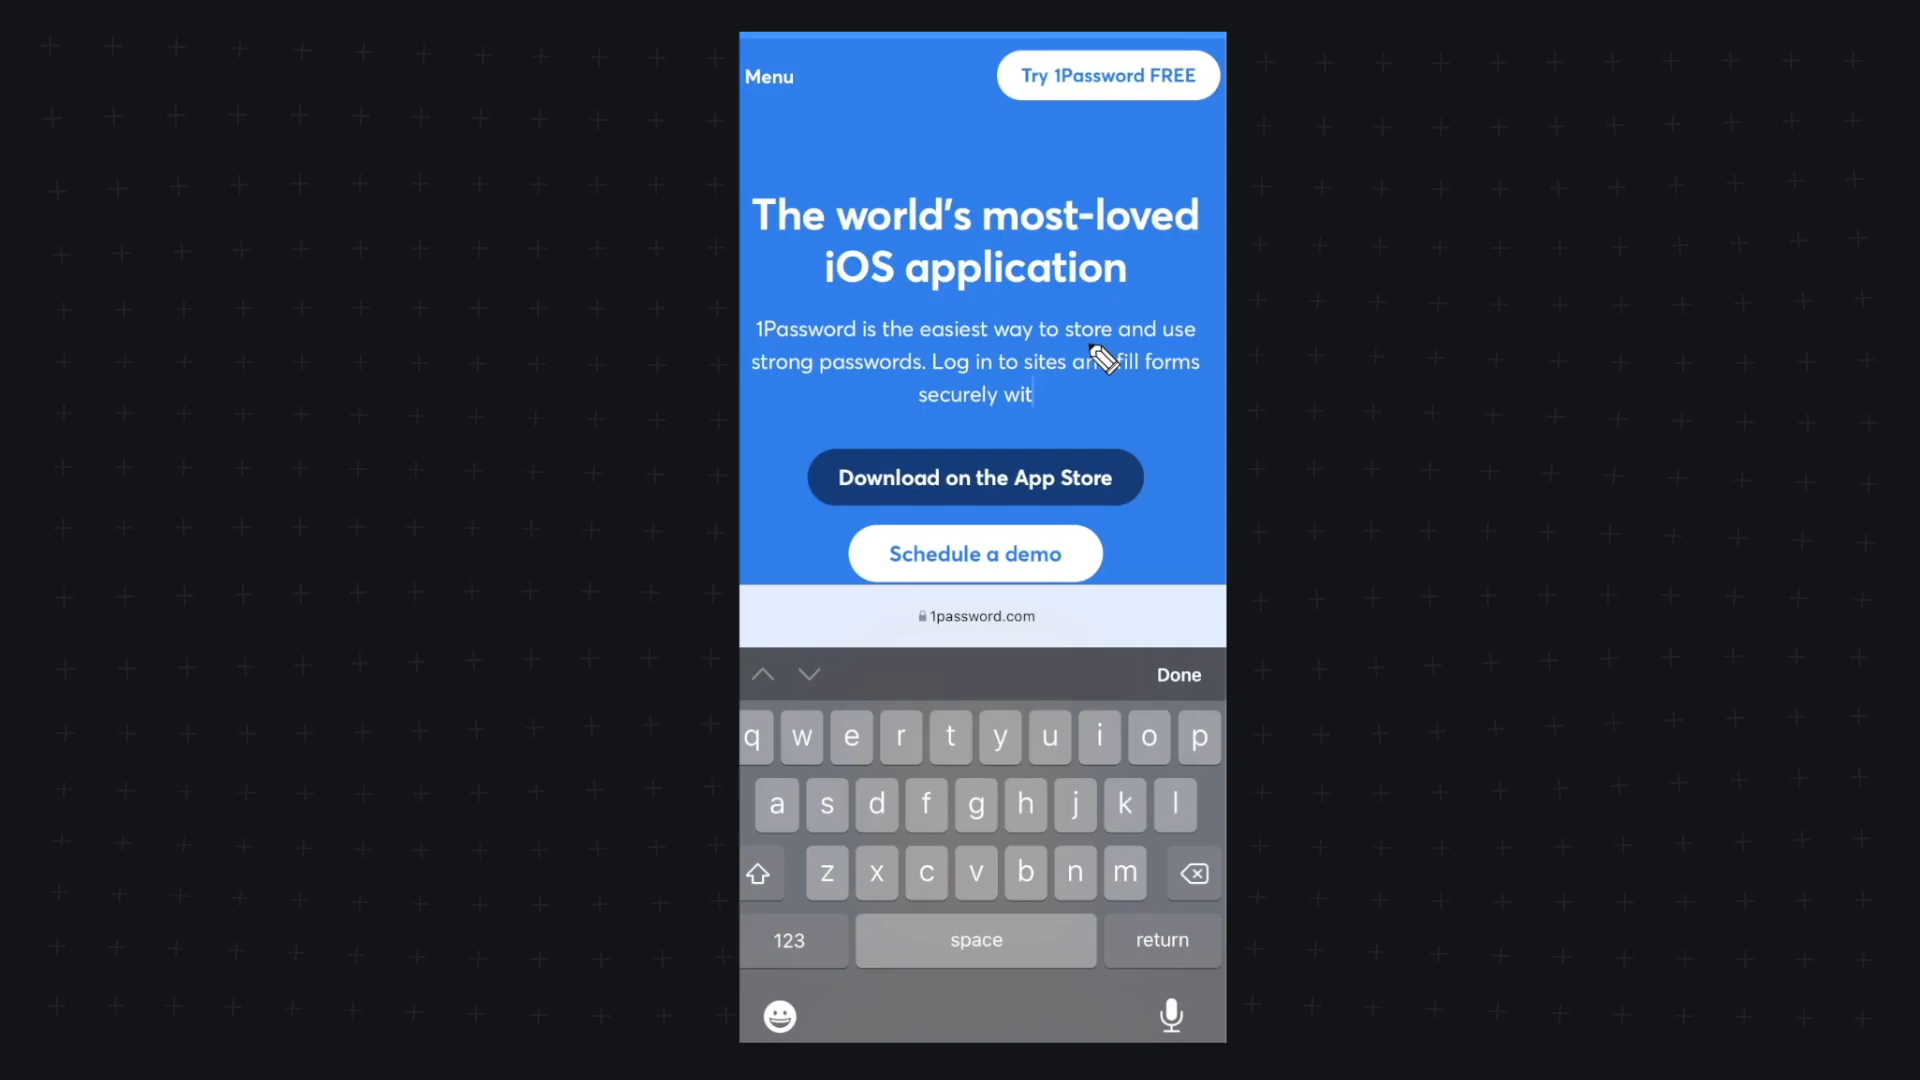 Menu
Try 1Password FREE
The world's most-loved
iOS application
1Password is the easiest way to store and use
strong passwords. Log in to sites an fill forms
securely wit
Download on the App Store
Schedule a demo
1password.com
Done
q w e r t y u i o p
a s d f g h j k l
z x c v b n m
123 space return